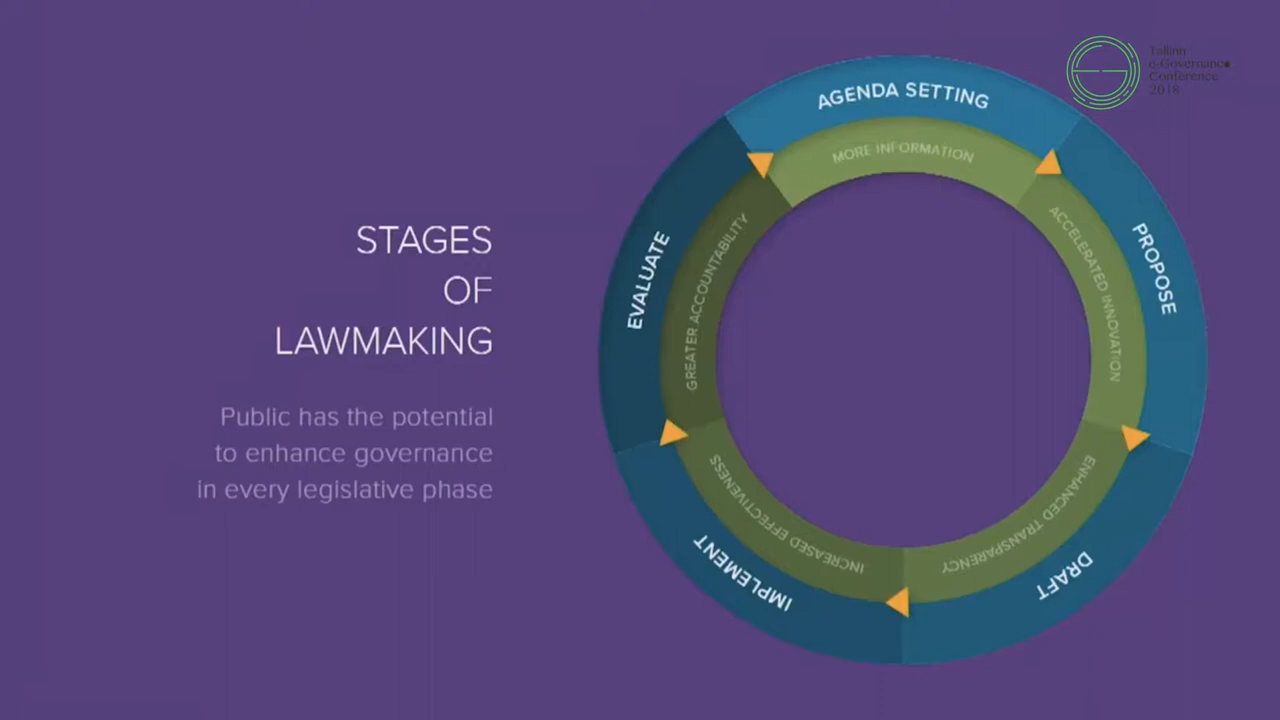 Tallinn
e-Governance
Conference
2018
STAGES
OF
LAWMAKING
Public has the potential
to enhance governance
in every legislative phase
AGENDA SETTING
MORE INFORMATION
PROPOSE
ACCELERATED INNOVATION
DRAFT
ENHANCED TRANSPARENCY
IMPLEMENT
INCREASED EFFECTIVENESS
EVALUATE
GREATER ACCOUNTABILITY